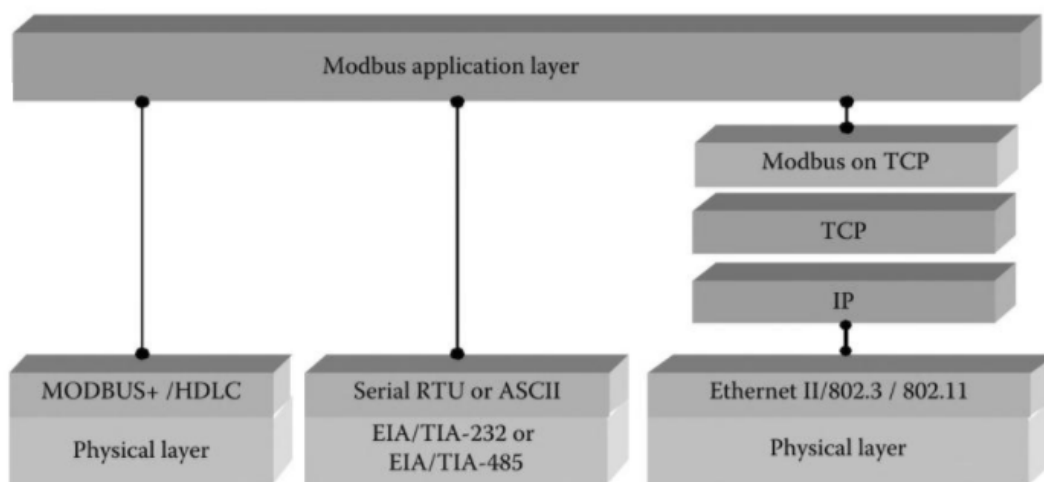 Modbus application layer
Modbus on TCP
TCP
IP
MODBUS+ /HDLC
Serial RTU or ASCII
Ethernet II/802.3 / 802.11
Physical layer
EIA/TIA-232 or
EIA/TIA-485
Physical layer